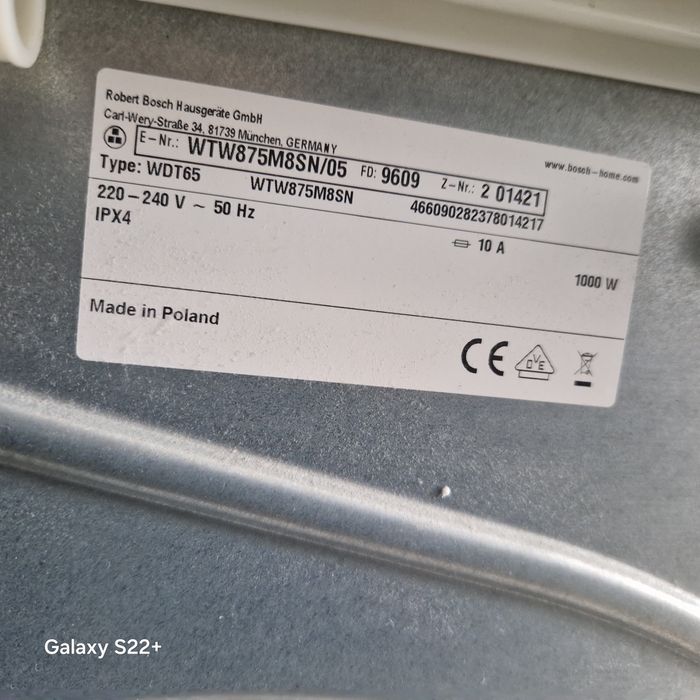 Robert Bosch Hausgeräte GmbH
Carl-Wery-Straße 34, 81739 München, GERMANY
www.bosch-home.com
E-Nr.: WTW875M8SN/05 FD: 9609 Z-Nr.: 2 01421
Type: WDT65 WTW875M8SN 466090282378014217
220-240 V ~ 50 Hz 10 A
IPX4 1000 W
Made in Poland
CE DVE
Galaxy S22+